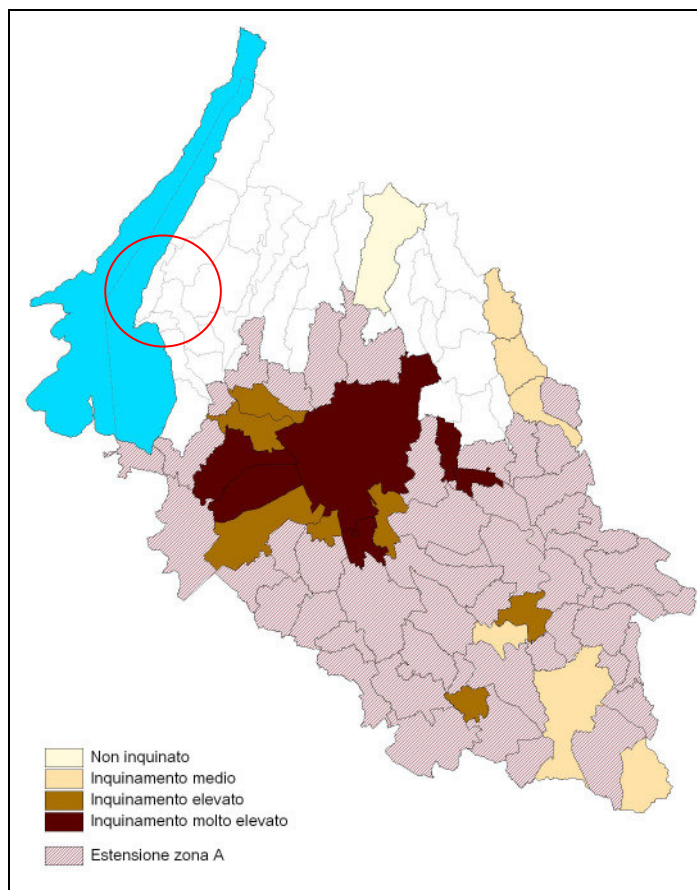 Non inquinato
Inquinamento medio
Inquinamento elevato
Inquinamento molto elevato
Estensione zona A